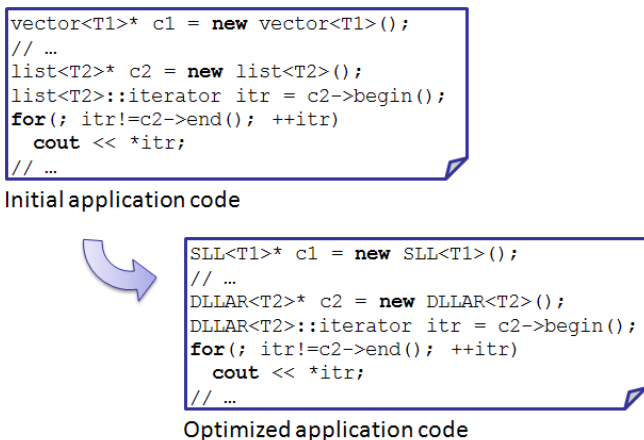 vector<T1>* c1 = new vector<T1>();
// …
list<T2>* c2 = new list<T2>();
list<T2>::iterator itr = c2->begin();
for(; itr!=c2->end(); ++itr)
cout << *itr;
// …
Initial application code
SLL<T1>* c1 = new SLL<T1>();
// …
DLLAR<T2>* c2 = new DLLAR<T2>();
DLLAR<T2>::iterator itr = c2->begin();
for(; itr!=c2->end(); ++itr)
cout << *itr;
// …
Optimized application code